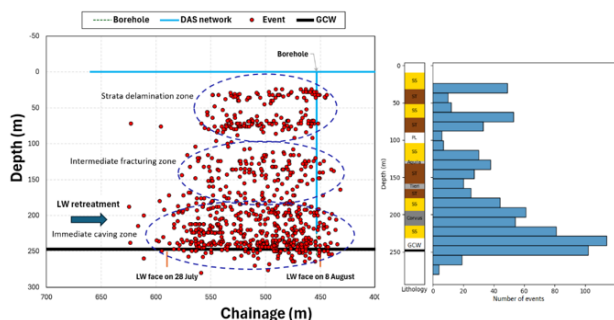 Borehole
DAS network
Event
GCW
Borehole
Strata delamination zone
Intermediate fracturing zone
LW retreatment
Immediate caving zone
LW face on 28 July
LW face on 8 August
Depth (m)
-50
0
50
100
150
200
250
300
700
650
600
550
500
450
400
Chainage (m)
Depth (m)
0
50
100
150
200
250
SS
SS
PL
SS
SS
SS
GCW
Lithology
0
20
40
60
80
100
Number of events